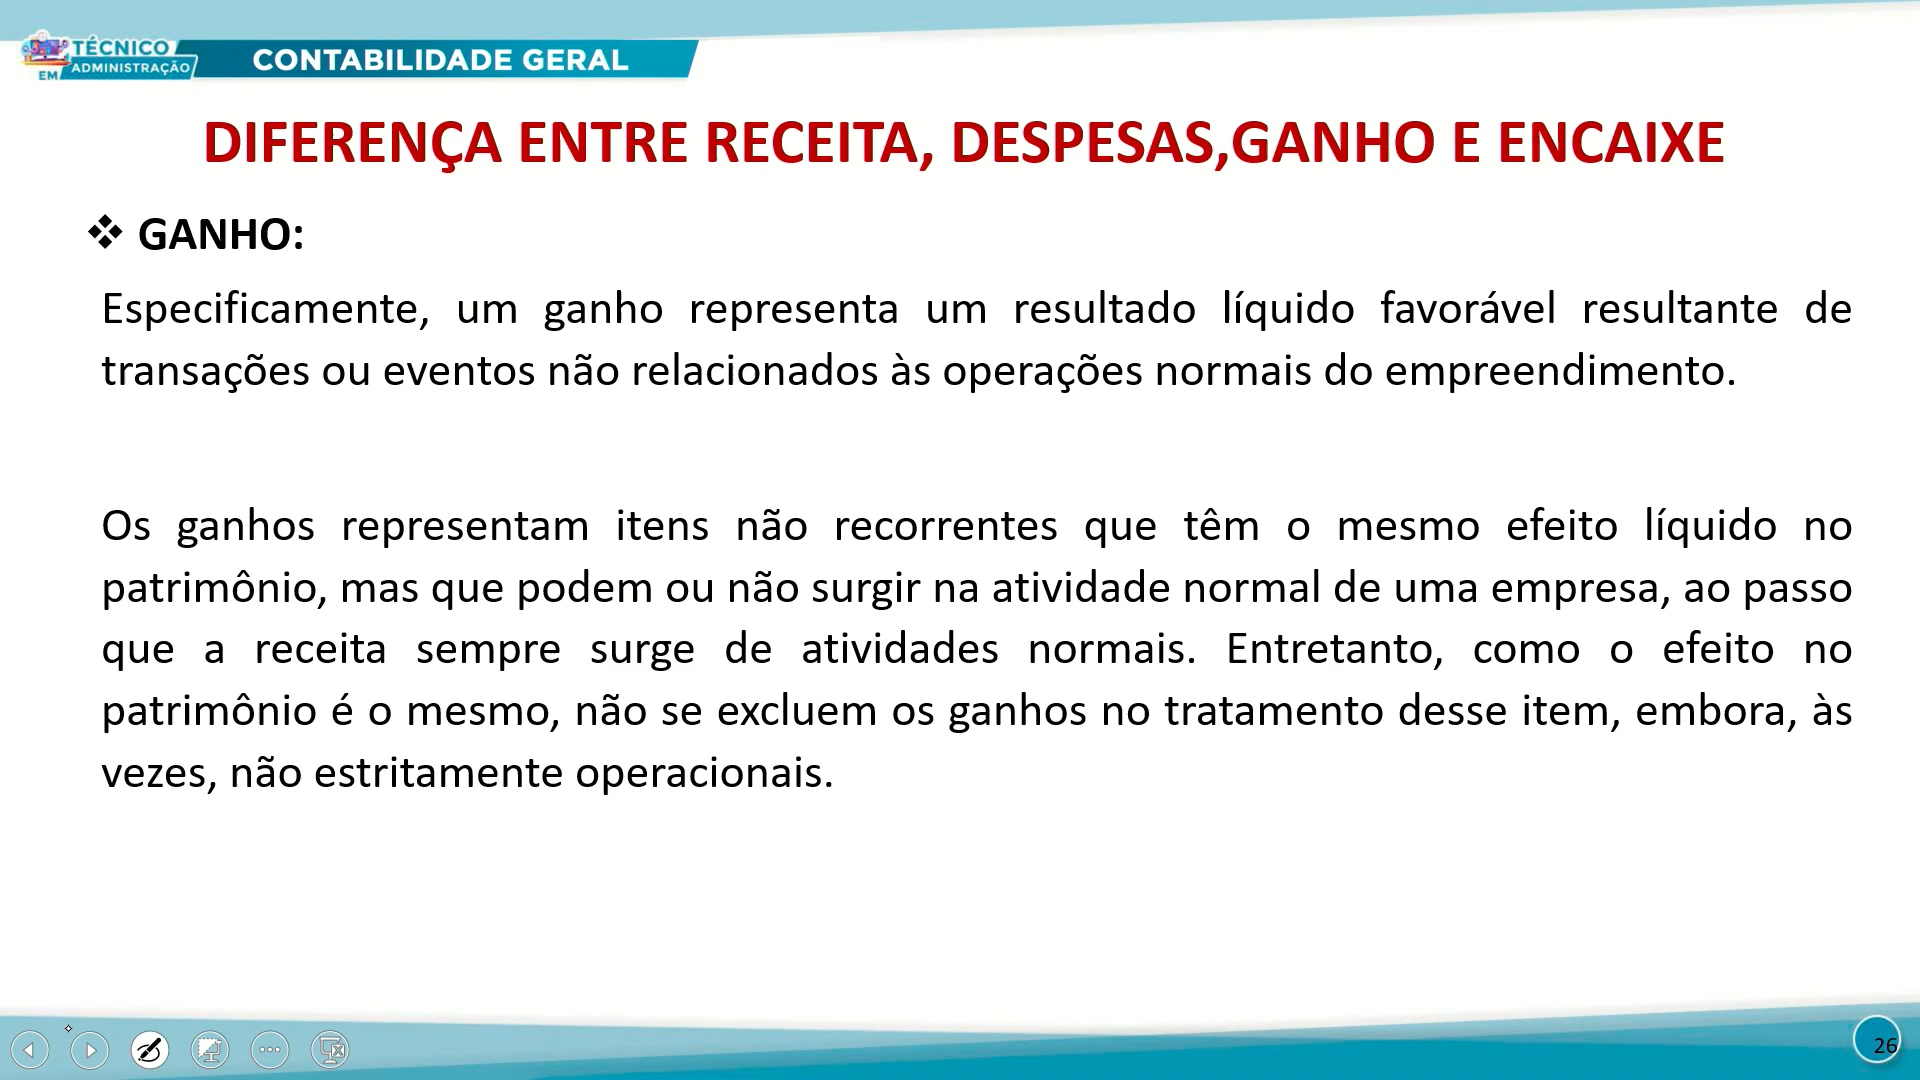 TÉCNICO
EM ADMINISTRAÇÃO
CONTABILIDADE GERAL
DIFERENÇA ENTRE RECEITA, DESPESAS,GANHO E ENCAIXE
❖ GANHO:
Especificamente, um ganho representa um resultado líquido favorável resultante de
transações ou eventos não relacionados às operações normais do empreendimento.
Os ganhos representam itens não recorrentes que têm o mesmo efeito líquido no
patrimônio, mas que podem ou não surgir na atividade normal de uma empresa, ao passo
que a receita sempre surge de atividades normais. Entretanto, como o efeito no
patrimônio é o mesmo, não se excluem os ganhos no tratamento desse item, embora, às
vezes, não estritamente operacionais.
26